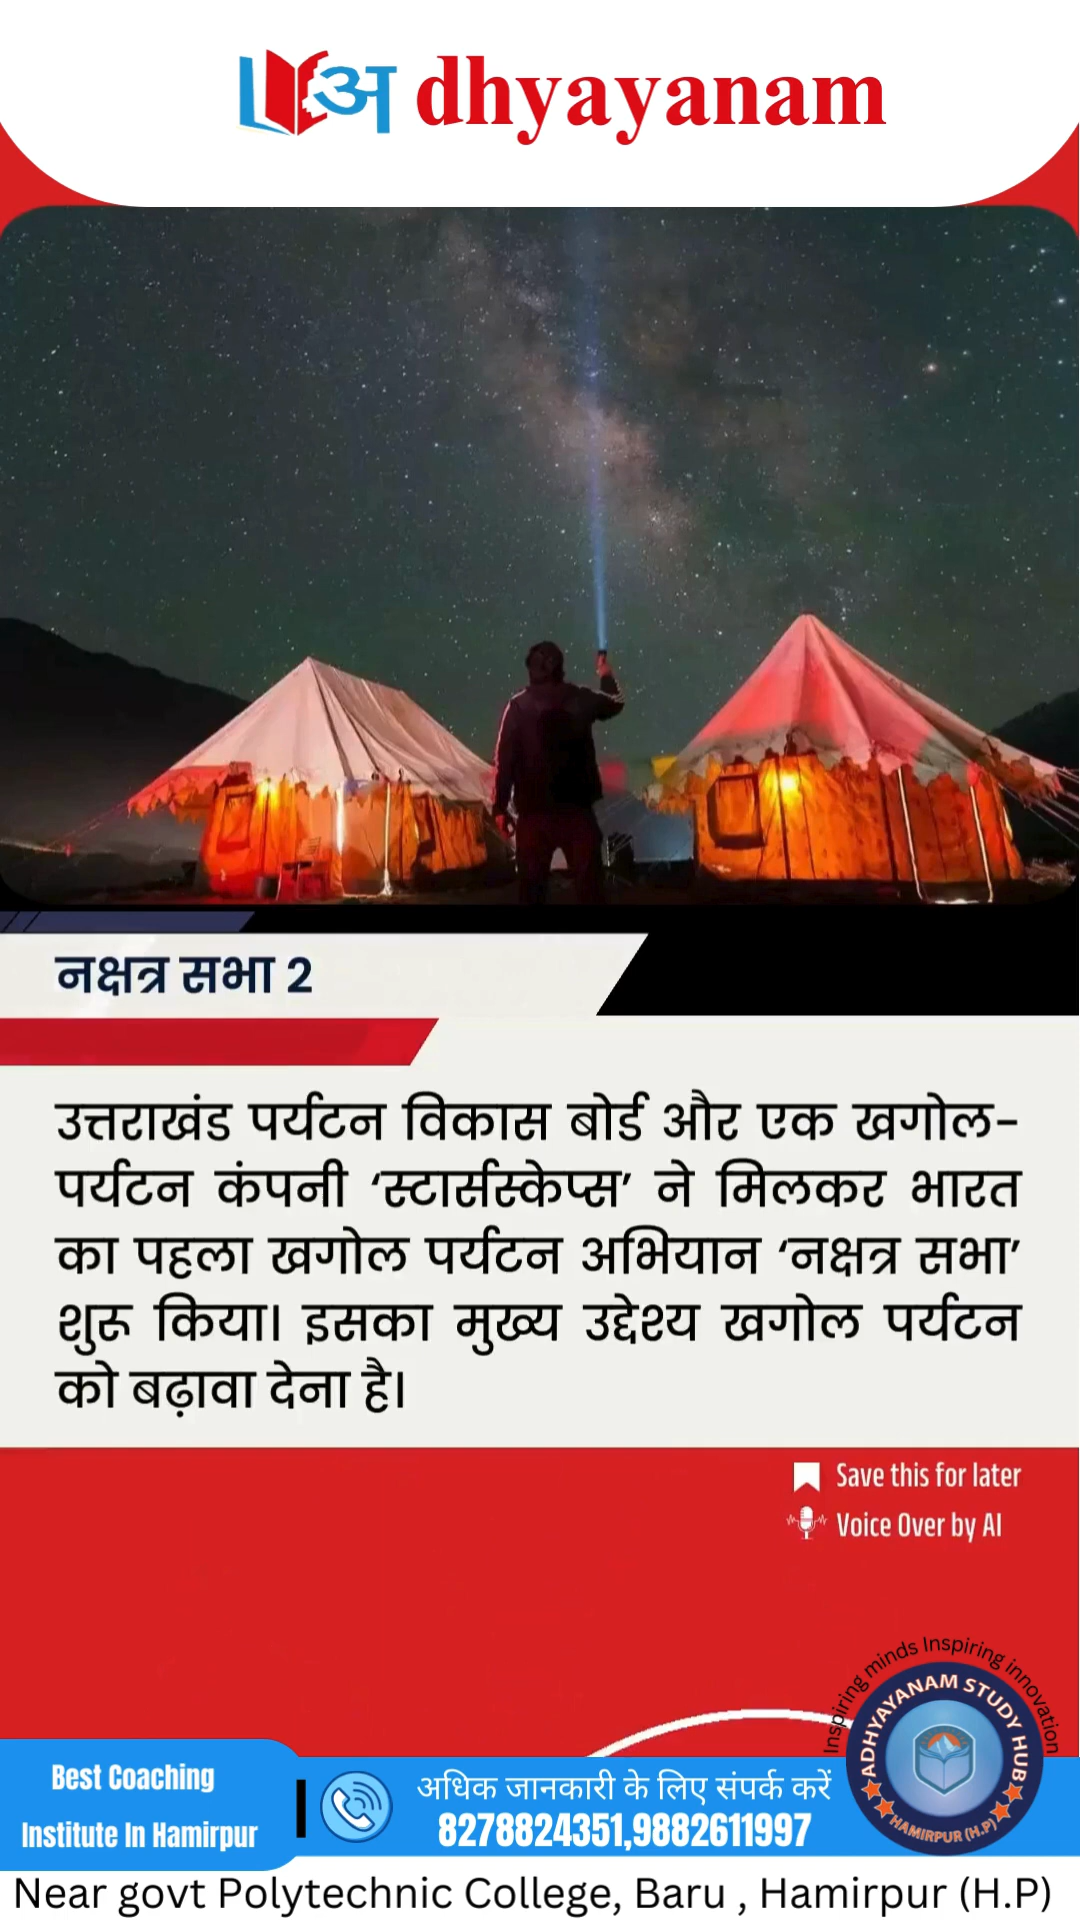 अ dhyayanam
नक्षत्र सभा 2
उत्तराखंड पर्यटन विकास बोर्ड और एक खगोल-
पर्यटन कंपनी ‘स्टार्सस्केप्स’ ने मिलकर भारत
का पहला खगोल पर्यटन अभियान ‘नक्षत्र सभा’
शुरू किया। इसका मुख्य उद्देश्य खगोल पर्यटन
को बढ़ावा देना है।
Save this for later
Voice Over by AI
Inspiring minds Inspiring innovation
ADHYAYANAM STUDY HUB
HAMIRPUR (H.P)
Best Coaching
Institute In Hamirpur
अधिक जानकारी के लिए संपर्क करें
8278824351,9882611997
Near govt Polytechnic College, Baru , Hamirpur (H.P)